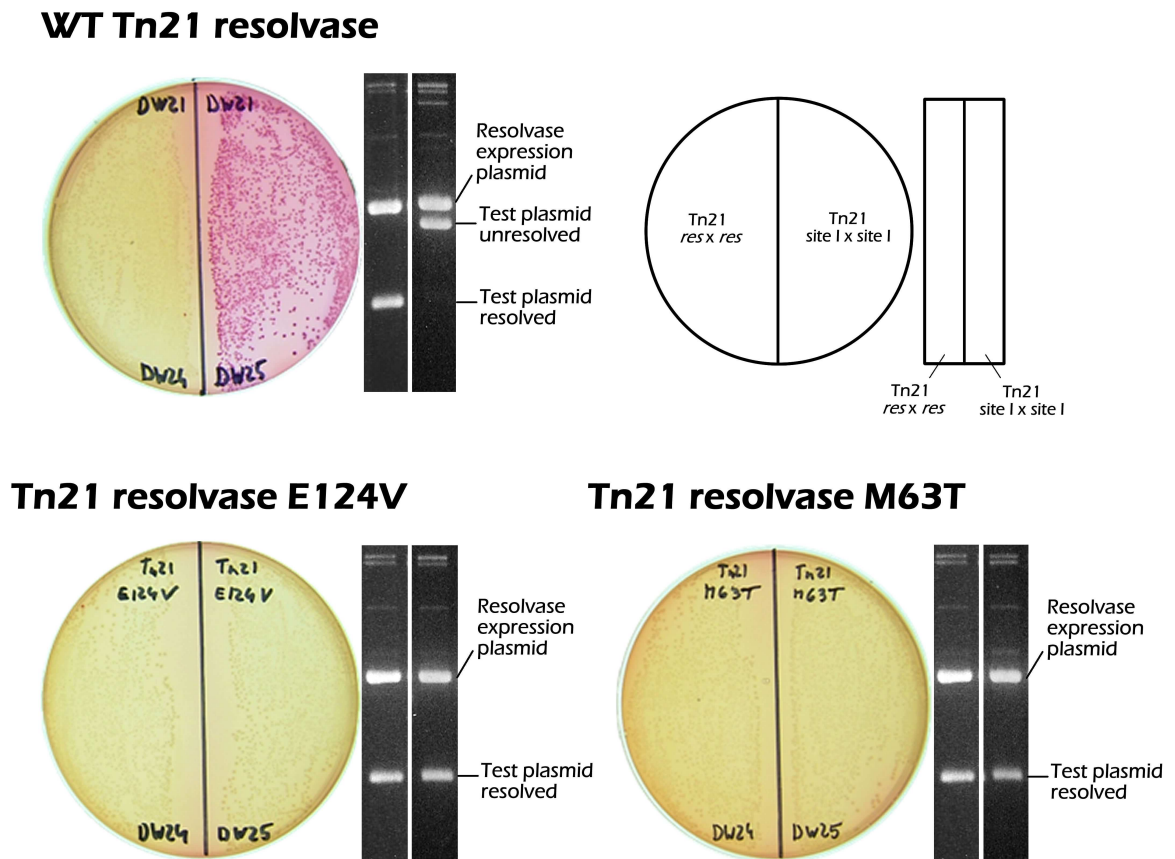 WT Tn21 resolvase
DW21 DW21
DW24 DW25
Resolvase
expression
plasmid
Test plasmid
unresolved
Test plasmid
resolved
Tn21
res x res
Tn21
site I x site I
Tn21
res x res
Tn21
site I x site I
Tn21 resolvase E124V
Tn21 Tn21
E124V E124V
DW24 DW25
Resolvase
expression
plasmid
Test plasmid
resolved
Tn21 resolvase M63T
Tn21 Tn21
M63T M63T
DW24 DW25
Resolvase
expression
plasmid
Test plasmid
resolved